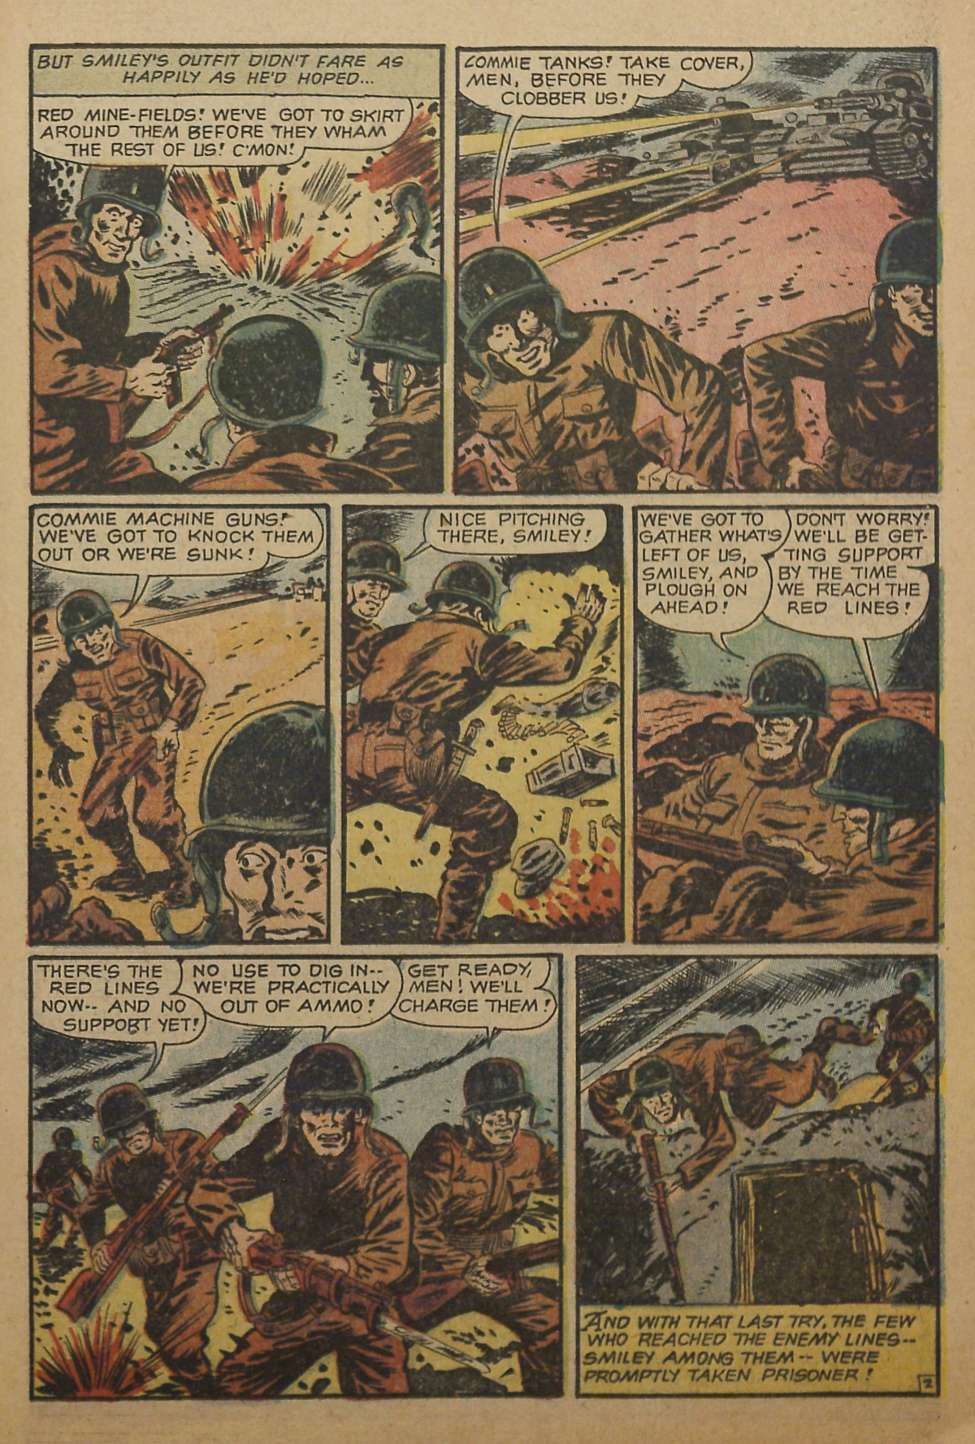 BUT SMILEY'S OUTFIT DIDN'T FARE AS
HAPPILY AS HE'D HOPED...
RED MINE-FIELDS! WE'VE GOT TO SKIRT
AROUND THEM BEFORE THEY WHAM
THE REST OF US! C'MON!
COMMIE TANKS! TAKE COVER,
MEN, BEFORE THEY
CLOBBER US!
COMMIE MACHINE GUNS!
WE'VE GOT TO KNOCK THEM
OUT OR WE'RE SUNK!
NICE PITCHING
THERE, SMILEY!
WE'VE GOT TO
GATHER WHAT'S
LEFT OF US,
SMILEY, AND
PLOUGH ON
AHEAD!
DON'T WORRY!
WE'LL BE GET-
TING SUPPORT
BY THE TIME
WE REACH THE
RED LINES!
THERE'S THE
RED LINES
NOW-- AND NO
SUPPORT YET!
NO USE TO DIG IN--
WE'RE PRACTICALLY
OUT OF AMMO!
GET READY,
MEN! WE'LL
CHARGE THEM!
AND WITH THAT LAST TRY, THE FEW
WHO REACHED THE ENEMY LINES--
SMILEY AMONG THEM-- WERE
PROMPTLY TAKEN PRISONER!
2